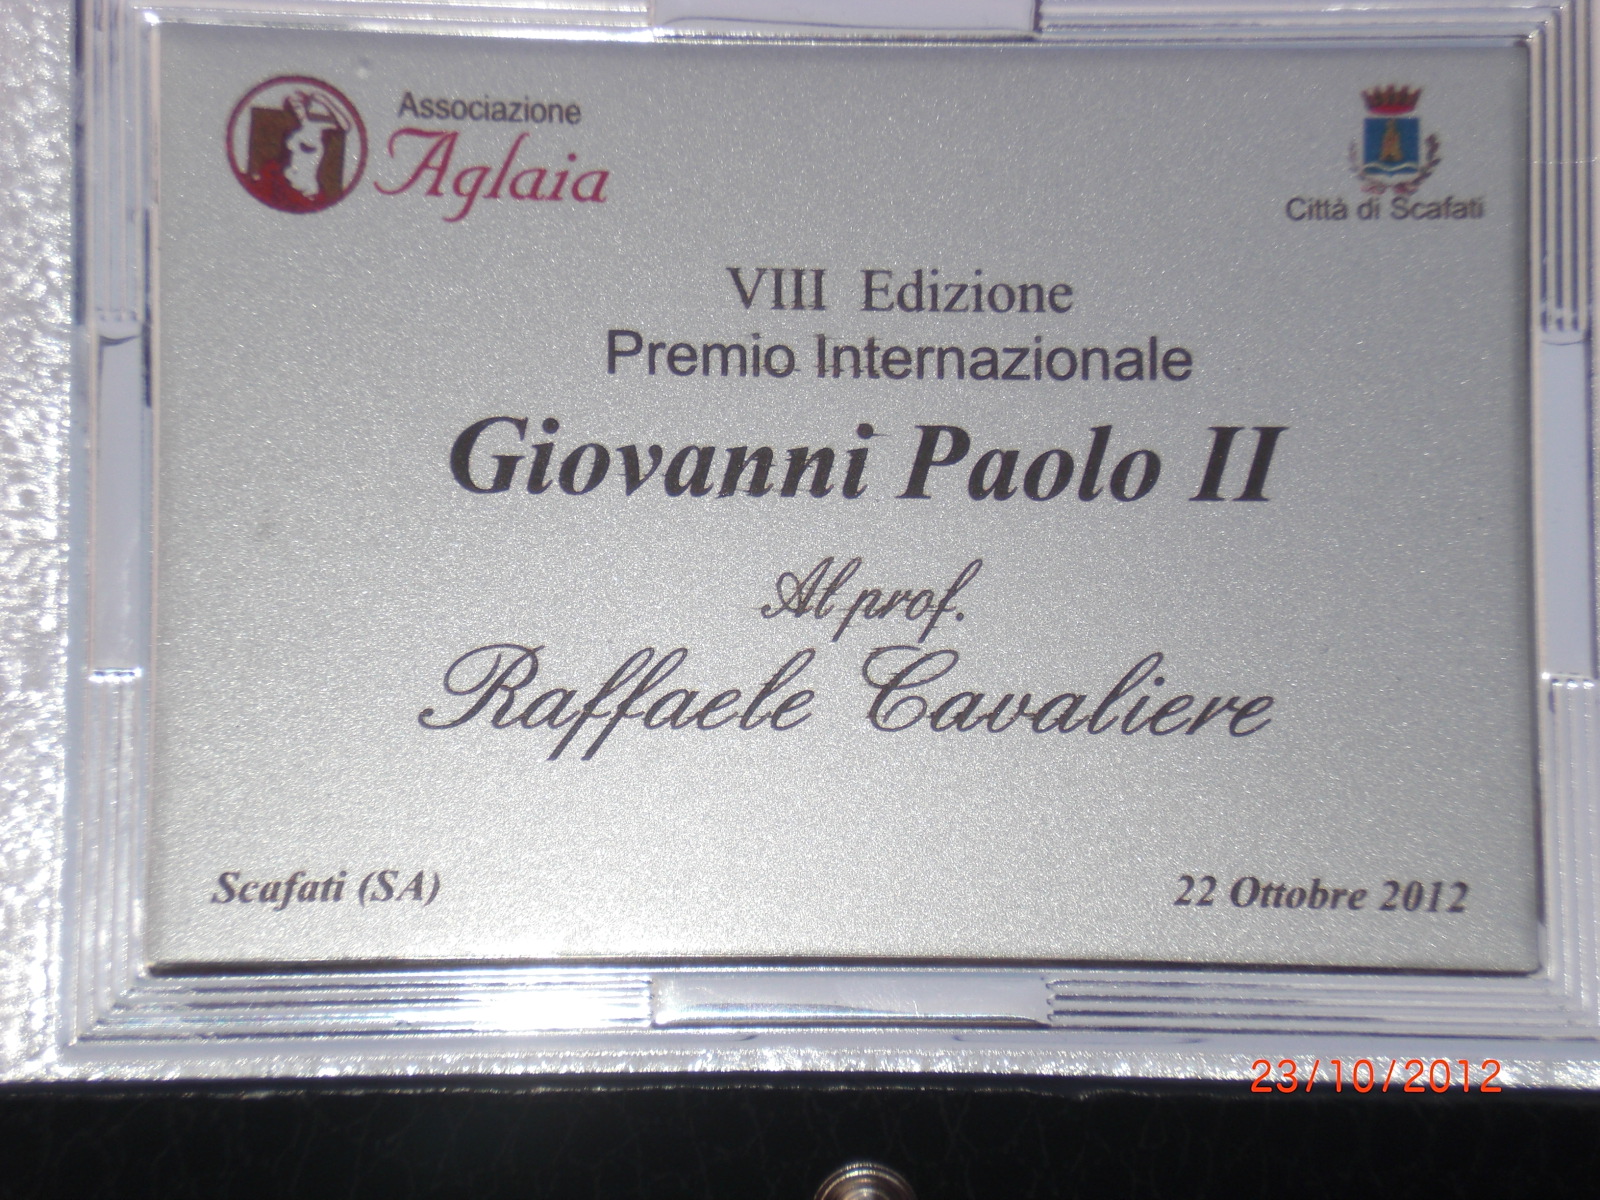 Associazione
Aglaia
Città di Scafati
VIII Edizione
Premio Internazionale
Giovanni Paolo II
Al prof.
Raffaele Cavaliere
Scafati (SA)
22 Ottobre 2012
23/10/2012